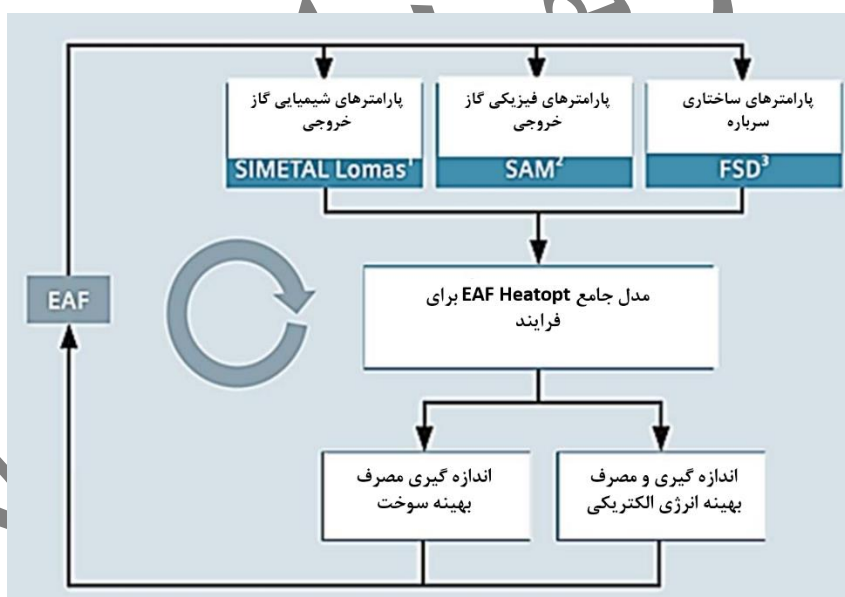 پارامترهای شیمیایی گاز
خروجی
SIMETAL Lomas¹
پارامترهای فیزیکی گاز
خروجی
SAM²
پارامترهای ساختاری
سرباره
FSD³
EAF
مدل جامع EAF Heatopt برای
فرایند
اندازه گیری مصرف
بهینه سوخت
اندازه گیری و مصرف
بهینه انرژی الکتریکی